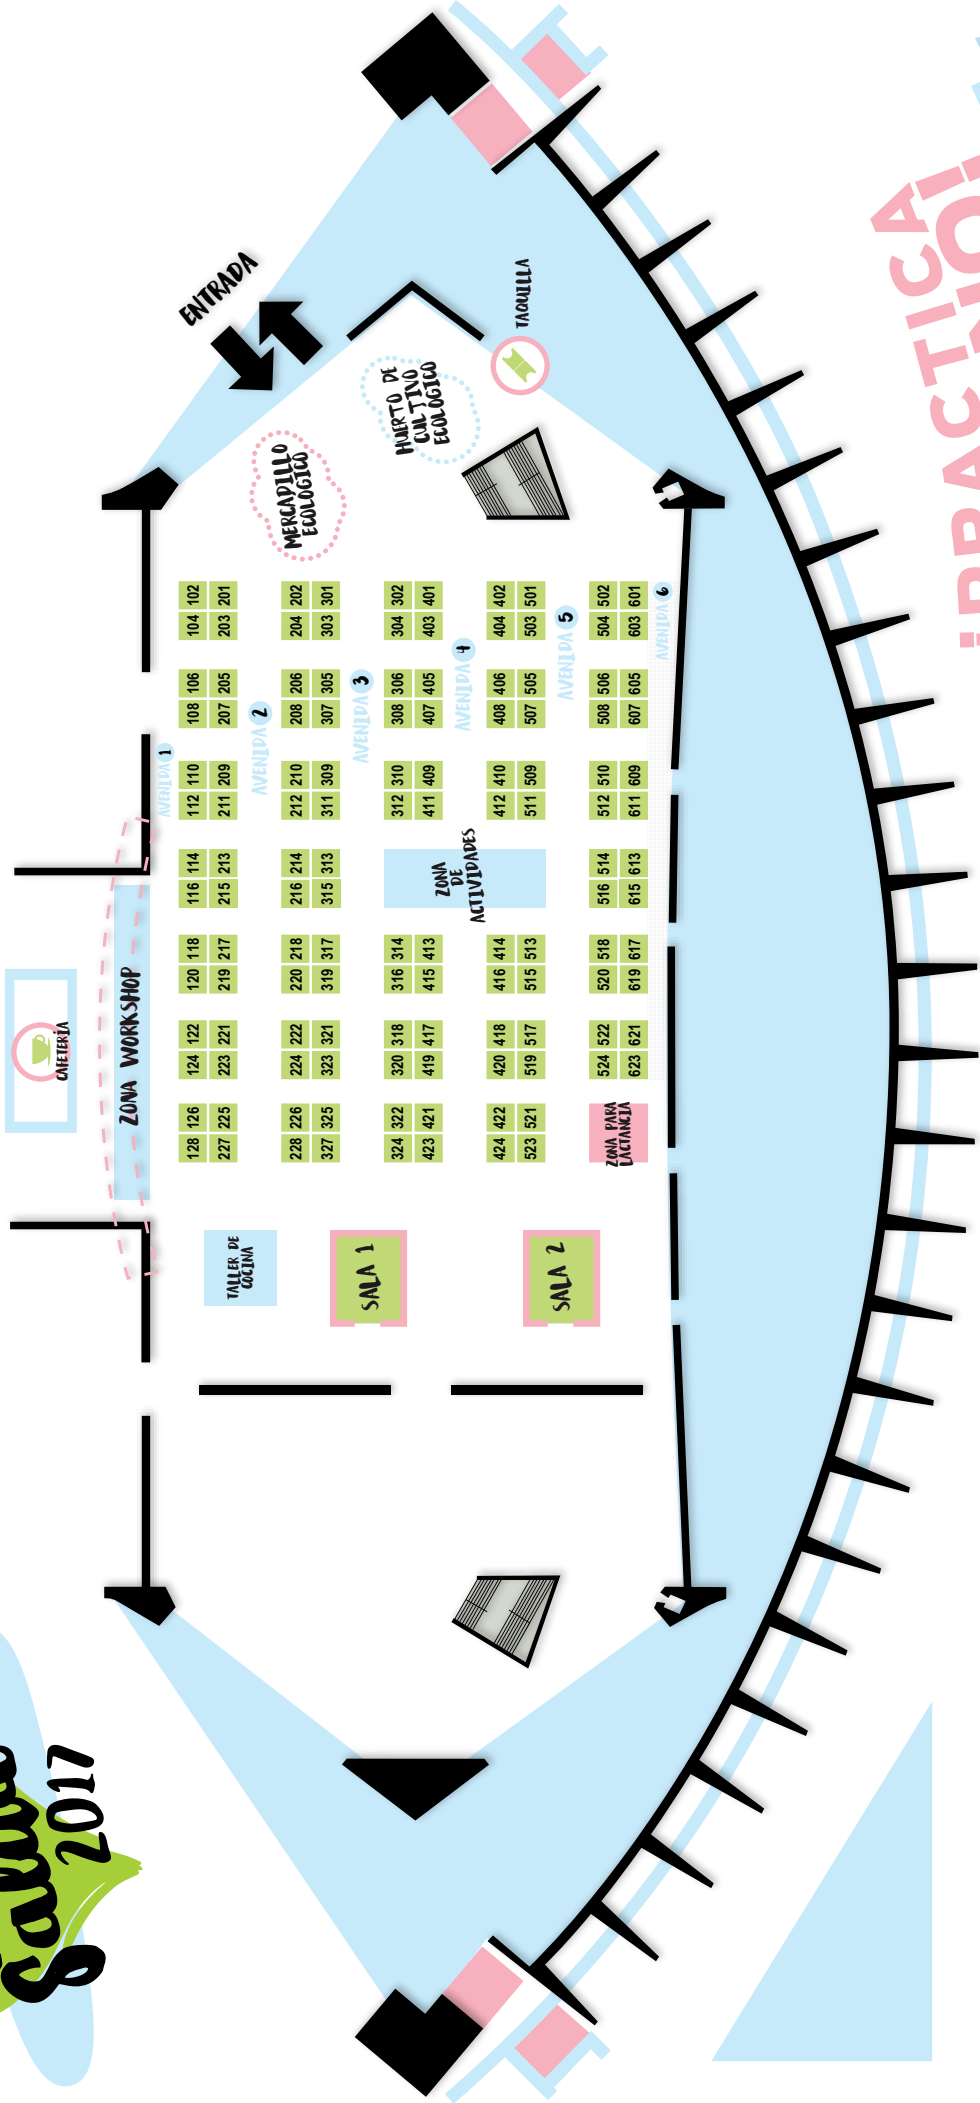 2017
CAFETERÍA
ZONA WORKSHOP
AVENIDA 1
128 126 124 122 120 118 116 114 112 110 108 106 104 102
227 225 223 221 219 217 215 213 211 209 207 205 203 201
ENTRADA
TALLER DE
COCINA
AVENIDA 2
228 226 224 222 220 218 216 214 212 210 208 206 204 202
327 325 323 321 319 317 315 313 311 309 307 305 303 301
MERCADILLO
ECOLÓGICO
SALA 1
AVENIDA 3
324 322 320 318 316 314 312 310 308 306 304 302
423 421 419 417 415 413 411 409 407 405 403 401
HUERTO DE
CULTIVO
ECOLÓGICO
ZONA
DE
ACTIVIDADES
AVENIDA 4
424 422 420 418 416 414 412 410 408 406 404 402
523 521 519 517 515 513 511 509 507 505 503 501
TAQUILLA
SALA 2
AVENIDA 5
ZONA PARA
LACTANCIA
524 522 520 518 516 514 512 510 508 506 504 502
623 621 619 617 615 613 611 609 607 605 603 601
AVENIDA 6
¡PRACTICA